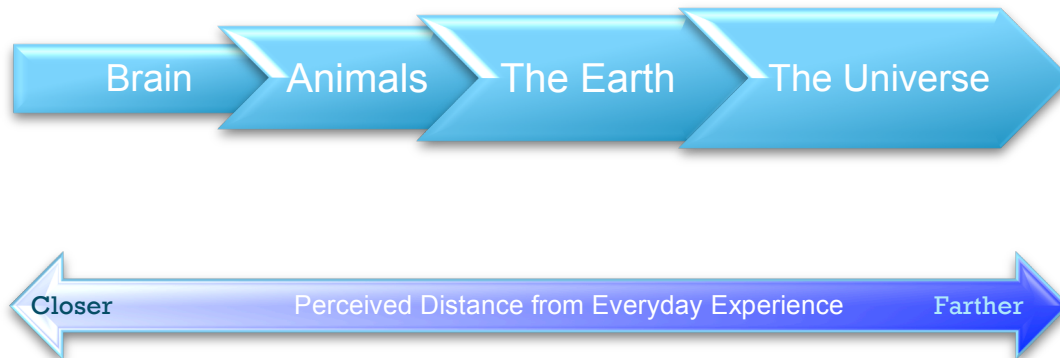 Brain Animals The Earth The Universe
Closer Perceived Distance from Everyday Experience Farther